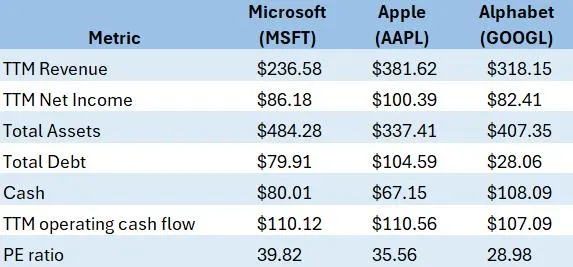 Microsoft Apple Alphabet
Metric (MSFT) (AAPL) (GOOGL)
TTM Revenue $236.58 $381.62 $318.15
TTM Net Income $86.18 $100.39 $82.41
Total Assets $484.28 $337.41 $407.35
Total Debt $79.91 $104.59 $28.06
Cash $80.01 $67.15 $108.09
TTM operating cash flow $110.12 $110.56 $107.09
PE ratio 39.82 35.56 28.98